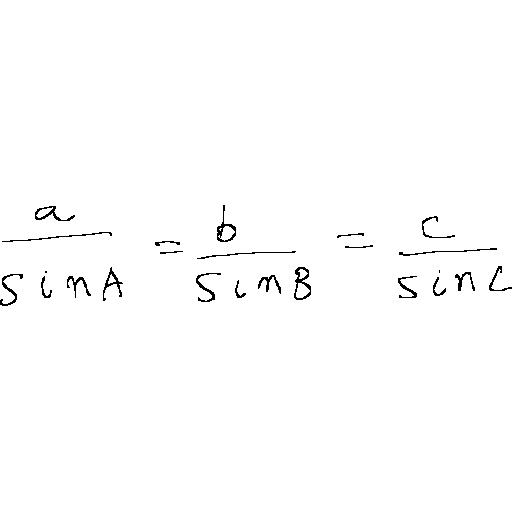 a/sinA = b/sinB = c/sinC